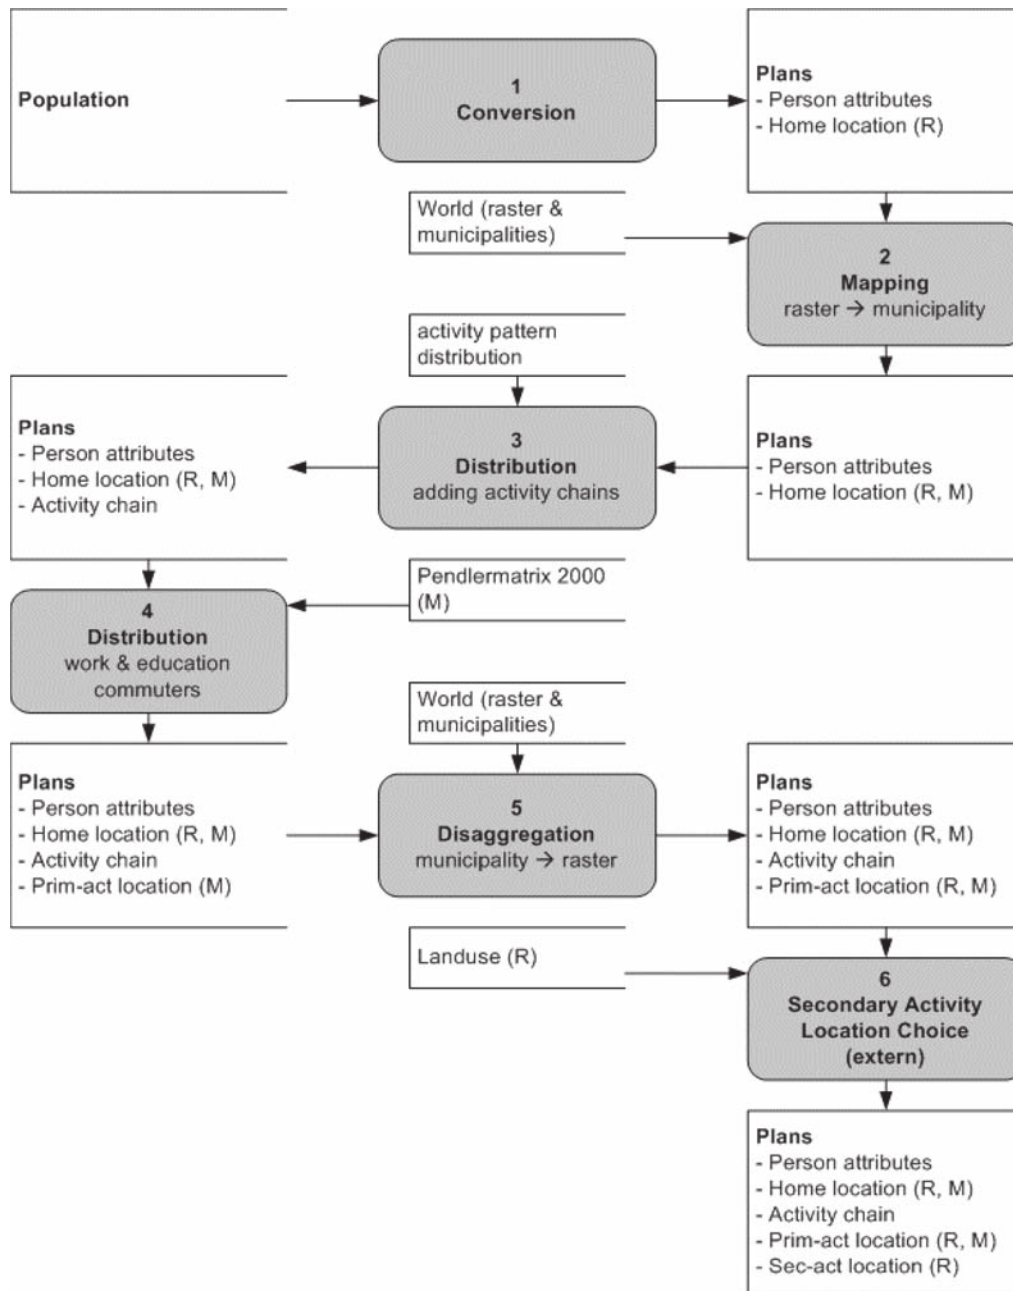 Population
1
Conversion
Plans
- Person attributes
- Home location (R)
World (raster &
municipalities)
2
Mapping
raster → municipality
activity pattern
distribution
Plans
- Person attributes
- Home location (R, M)
- Activity chain
3
Distribution
adding activity chains
Plans
- Person attributes
- Home location (R, M)
Pendlermatrix 2000
(M)
4
Distribution
work & education
commuters
World (raster &
municipalities)
Plans
- Person attributes
- Home location (R, M)
- Activity chain
- Prim-act location (M)
5
Disaggregation
municipality → raster
Plans
- Person attributes
- Home location (R, M)
- Activity chain
- Prim-act location (R, M)
Landuse (R)
6
Secondary Activity
Location Choice
(extern)
Plans
- Person attributes
- Home location (R, M)
- Activity chain
- Prim-act location (R, M)
- Sec-act location (R)